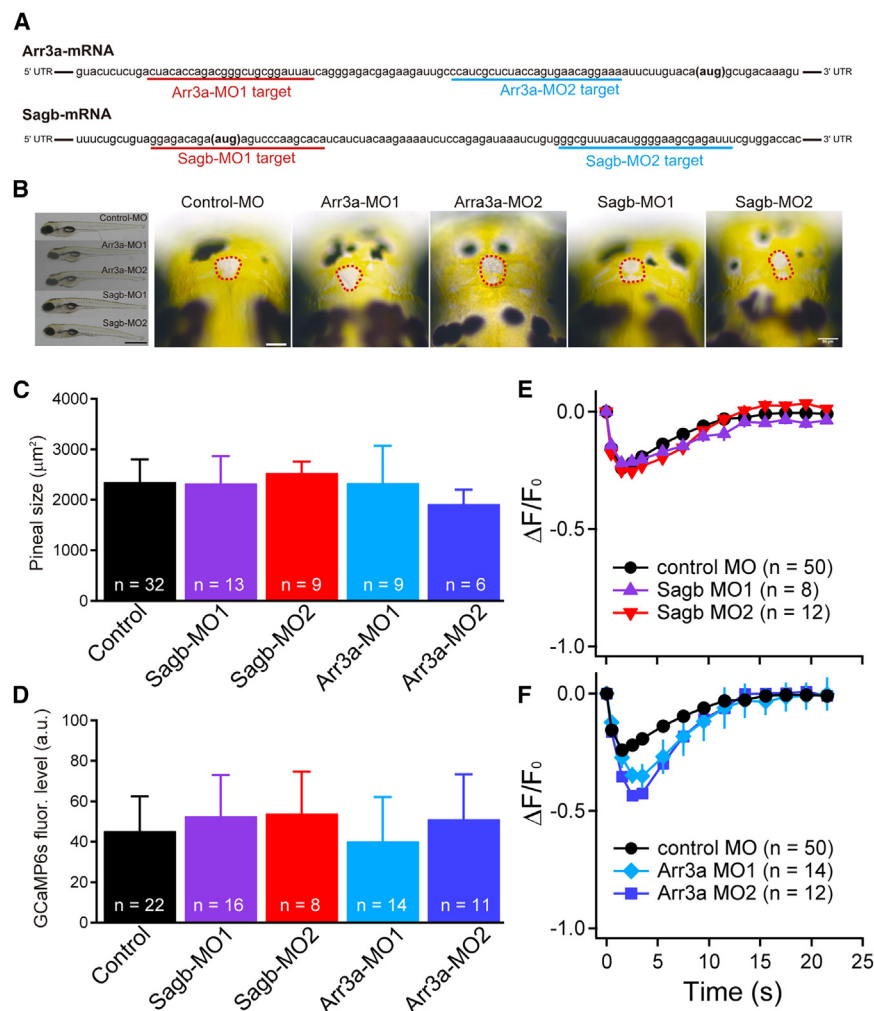 A
Arr3a-mRNA
5' UTR guacucucugacuacaccagacgggcugcggauuaucagggagacgagaagauugcccaucgcucuaccagugaacaggaaaauucuuguaca(aug)gcugacaaagu 3' UTR
Arr3a-MO1 target Arr3a-MO2 target
Sagb-mRNA
5' UTR uuucugcuguaggagacaga(aug)agucccaagcacaucaucuacaagaaaaucuccagagauaaaucugugggcguuuacauggggaagcgagauuucguggaccac 3' UTR
Sagb-MO1 target Sagb-MO2 target
B
Control-MO Arr3a-MO1 Arra3a-MO2 Sagb-MO1 Sagb-MO2
Control-MO
Arr3a-MO1
Arr3a-MO2
Sagb-MO1
Sagb-MO2
C
Pineal size (μm²)
4000
3000
2000
1000
0
n = 32 n = 13 n = 9 n = 9 n = 6
Control Sagb-MO1 Sagb-MO2 Arr3a-MO1 Arr3a-MO2
D
GCaMP6s fluor. level (a.u.)
100
80
60
40
20
0
n = 22 n = 16 n = 8 n = 14 n = 11
Control Sagb-MO1 Sagb-MO2 Arr3a-MO1 Arr3a-MO2
E
ΔF/F₀
0.0
-0.5
-1.0
control MO (n = 50)
Sagb MO1 (n = 8)
Sagb MO2 (n = 12)
F
ΔF/F₀
0.0
-0.5
-1.0
control MO (n = 50)
Arr3a MO1 (n = 14)
Arr3a MO2 (n = 12)
0 5 10 15 20 25
Time (s)